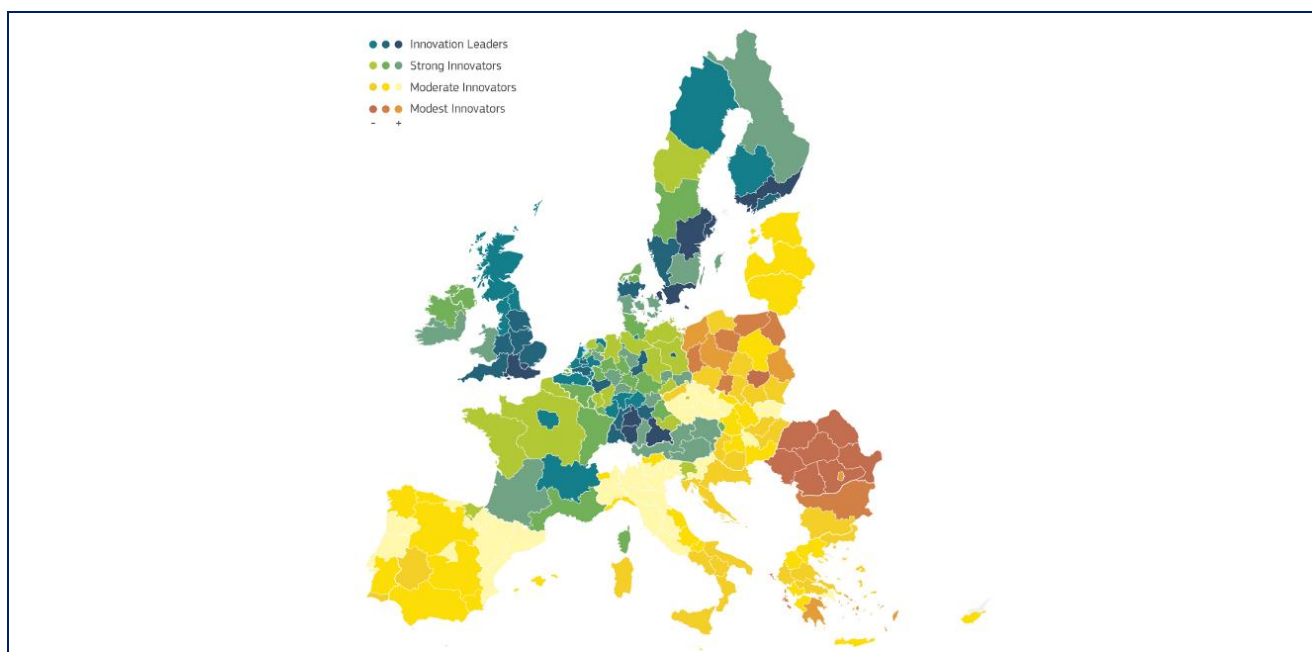 Innovation Leaders
Strong Innovators
Moderate Innovators
Modest Innovators
- +